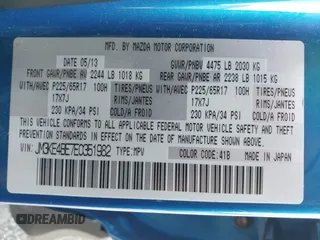 MFD. BY MAZDA MOTOR CORPORATION
DATE 05/13 GVWR/PNBV 4475 LB 2030 KG
FRONT GAWR/PNBE AV 2244 LB 1018 KG REAR GAWR/PNBE AR 2238 LB 1015 KG
WITH/AVEC P225/65R17 100H TIRES/PNEUS WITH/AVEC P225/65R17 100H TIRES/PNEUS
17X7J RIMS/JANTES 17X7J RIMS/JANTES
230 KPA/34 PSI COLD/A FROID 230 KPA/34 PSI COLD/A FROID
THIS VEHICLE CONFORMS TO ALL APPLICABLE FEDERAL MOTOR
VEHICLE SAFETY, BUMPER, AND THEFT PREVENTION STANDARDS IN
EFFECT ON THE DATE OF MANUFACTURE SHOWN ABOVE.
JM3KE4BE7E0351982 TYPE:MPV
COLOR CODE:41B MADE IN JAPAN
© AUTOBIDMASTER
DREAMBID